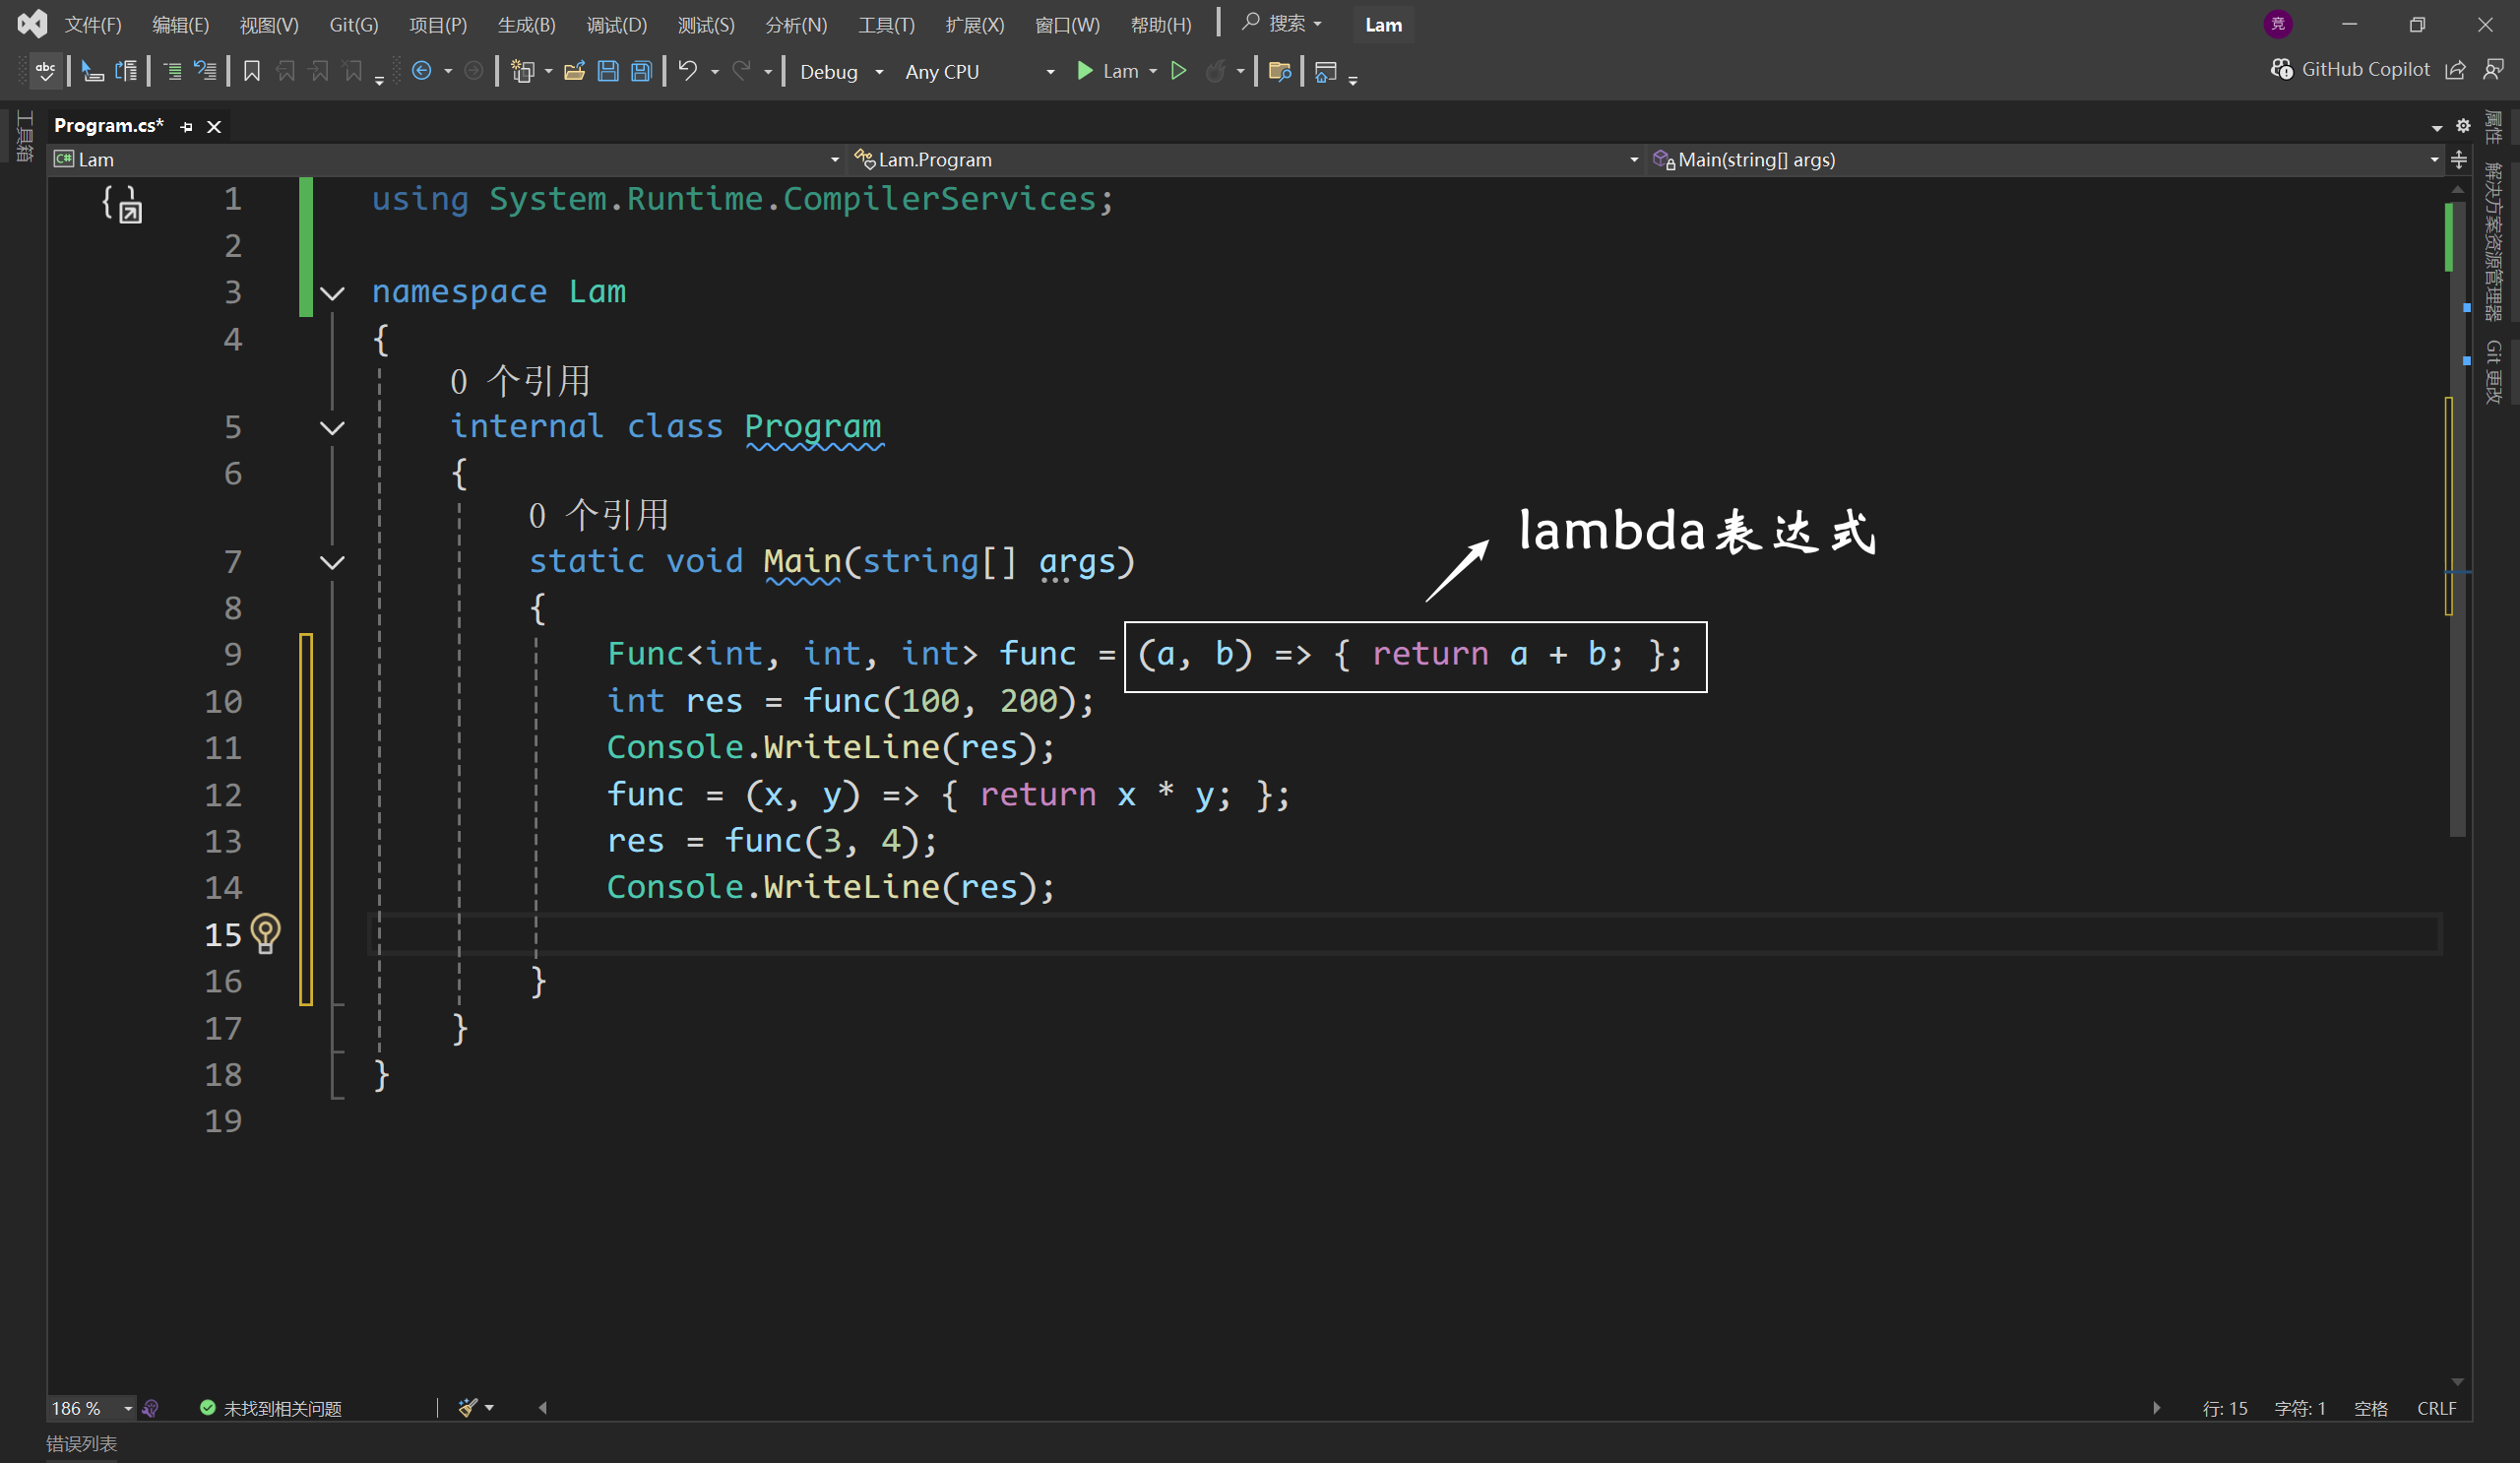 文件(F) 编辑(E) 视图(V) Git(G) 项目(P) 生成(B) 调试(D) 测试(S) 分析(N) 工具(T) 扩展(X) 窗口(W) 帮助(H) 搜索 Lam 竞
abc Debug Any CPU Lam GitHub Copilot
工具箱
Program.cs*
C# Lam Lam.Program Main(string[] args)
属性
解决方案资源管理器
Git 更改
1 using System.Runtime.CompilerServices;
2
3 namespace Lam
4 {
0 个引用
5 internal class Program
6 {
0 个引用
lambda表达式
7 static void Main(string[] args)
8 {
9 Func<int, int, int> func = (a, b) => { return a + b; };
10 int res = func(100, 200);
11 Console.WriteLine(res);
12 func = (x, y) => { return x * y; };
13 res = func(3, 4);
14 Console.WriteLine(res);
15
16 }
17 }
18 }
19
186 % 未找到相关问题 行: 15 字符: 1 空格 CRLF
错误列表